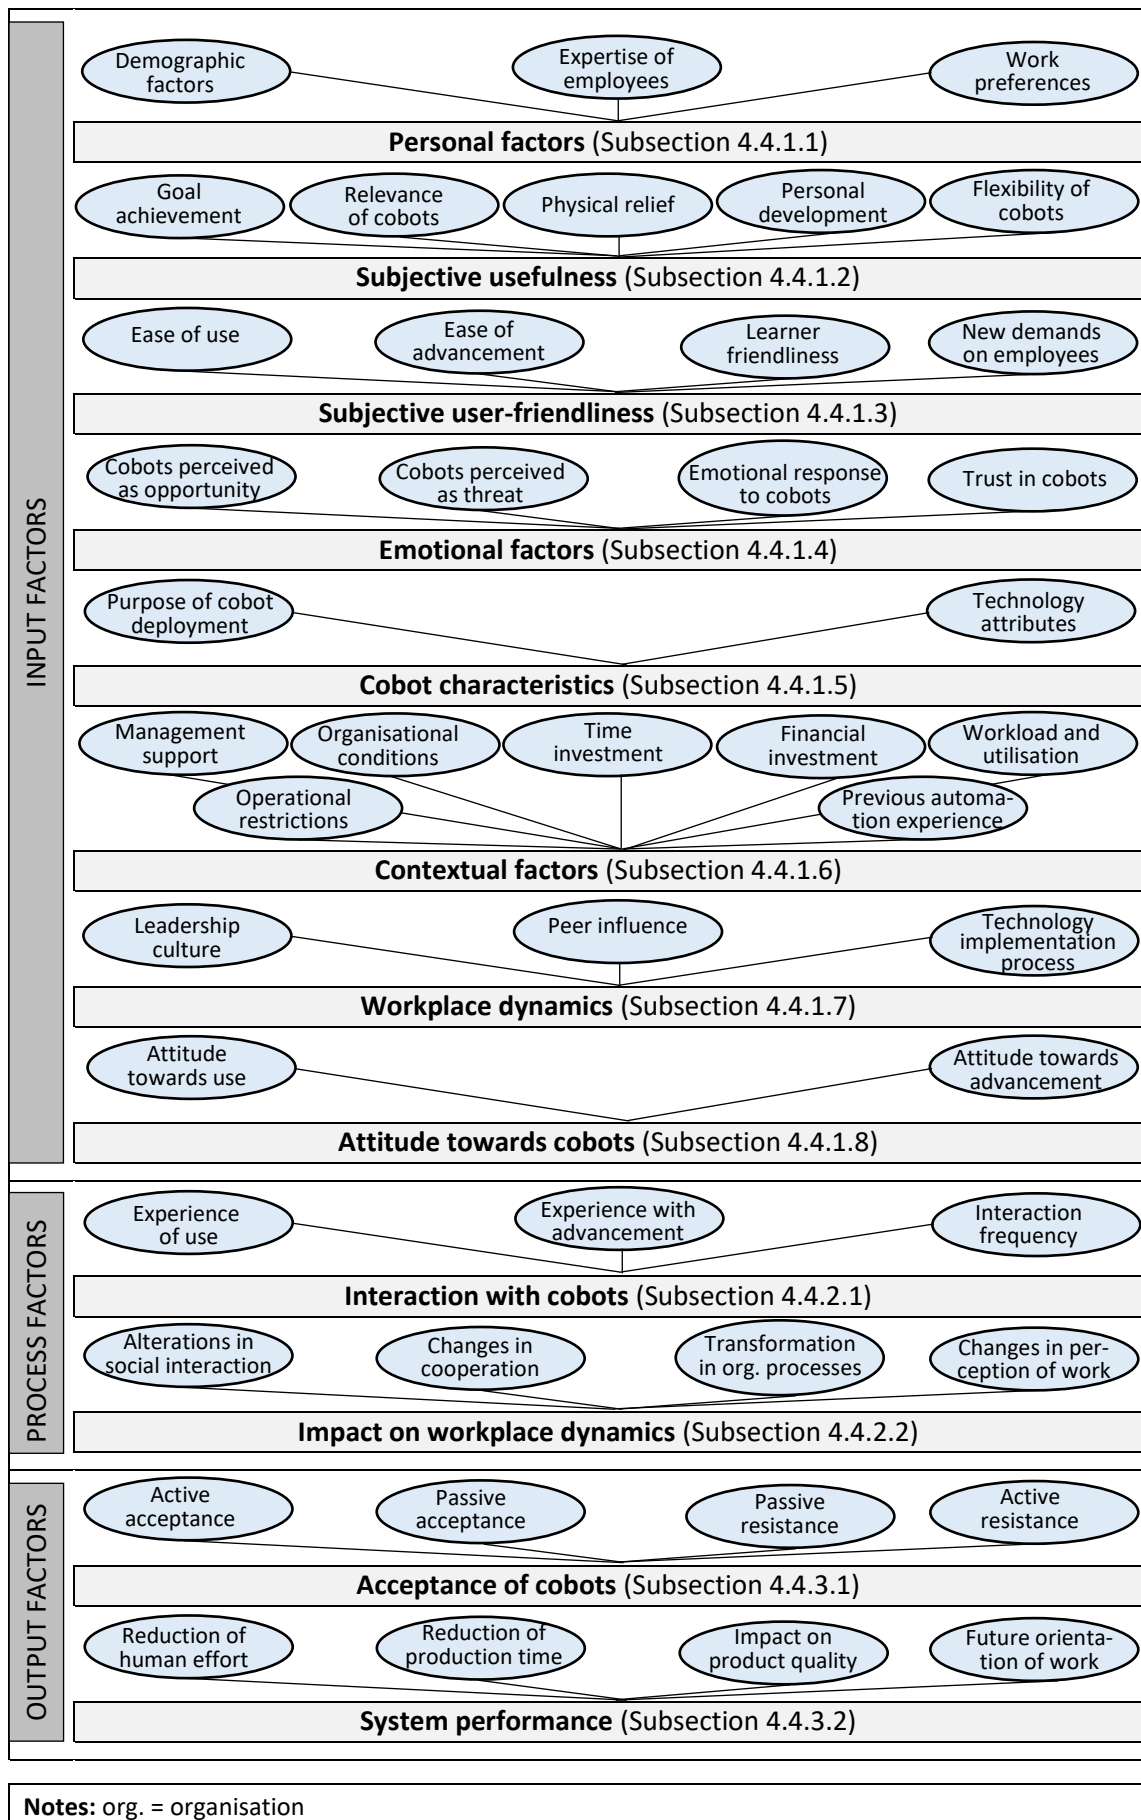 INPUT FACTORS
Demographic
factors
Expertise of
employees
Work
preferences
Personal factors (Subsection 4.4.1.1)
Goal
achievement
Relevance
of cobots
Physical relief
Personal
development
Flexibility of
cobots
Subjective usefulness (Subsection 4.4.1.2)
Ease of use
Ease of
advancement
Learner
friendliness
New demands
on employees
Subjective user-friendliness (Subsection 4.4.1.3)
Cobots perceived
as opportunity
Cobots perceived
as threat
Emotional response
to cobots
Trust in cobots
Emotional factors (Subsection 4.4.1.4)
Purpose of cobot
deployment
Technology
attributes
Cobot characteristics (Subsection 4.4.1.5)
Management
support
Organisational
conditions
Time
investment
Financial
investment
Workload and
utilisation
Operational
restrictions
Previous automa-
tion experience
Contextual factors (Subsection 4.4.1.6)
Leadership
culture
Peer influence
Technology
implementation
process
Workplace dynamics (Subsection 4.4.1.7)
Attitude
towards use
Attitude towards
advancement
Attitude towards cobots (Subsection 4.4.1.8)
PROCESS FACTORS
Experience
of use
Experience with
advancement
Interaction
frequency
Interaction with cobots (Subsection 4.4.2.1)
Alterations in
social interaction
Changes in
cooperation
Transformation
in org. processes
Changes in per-
ception of work
Impact on workplace dynamics (Subsection 4.4.2.2)
OUTPUT FACTORS
Active
acceptance
Passive
acceptance
Passive
resistance
Active
resistance
Acceptance of cobots (Subsection 4.4.3.1)
Reduction of
human effort
Reduction of
production time
Impact on
product quality
Future orienta-
tion of work
System performance (Subsection 4.4.3.2)
Notes: org. = organisation